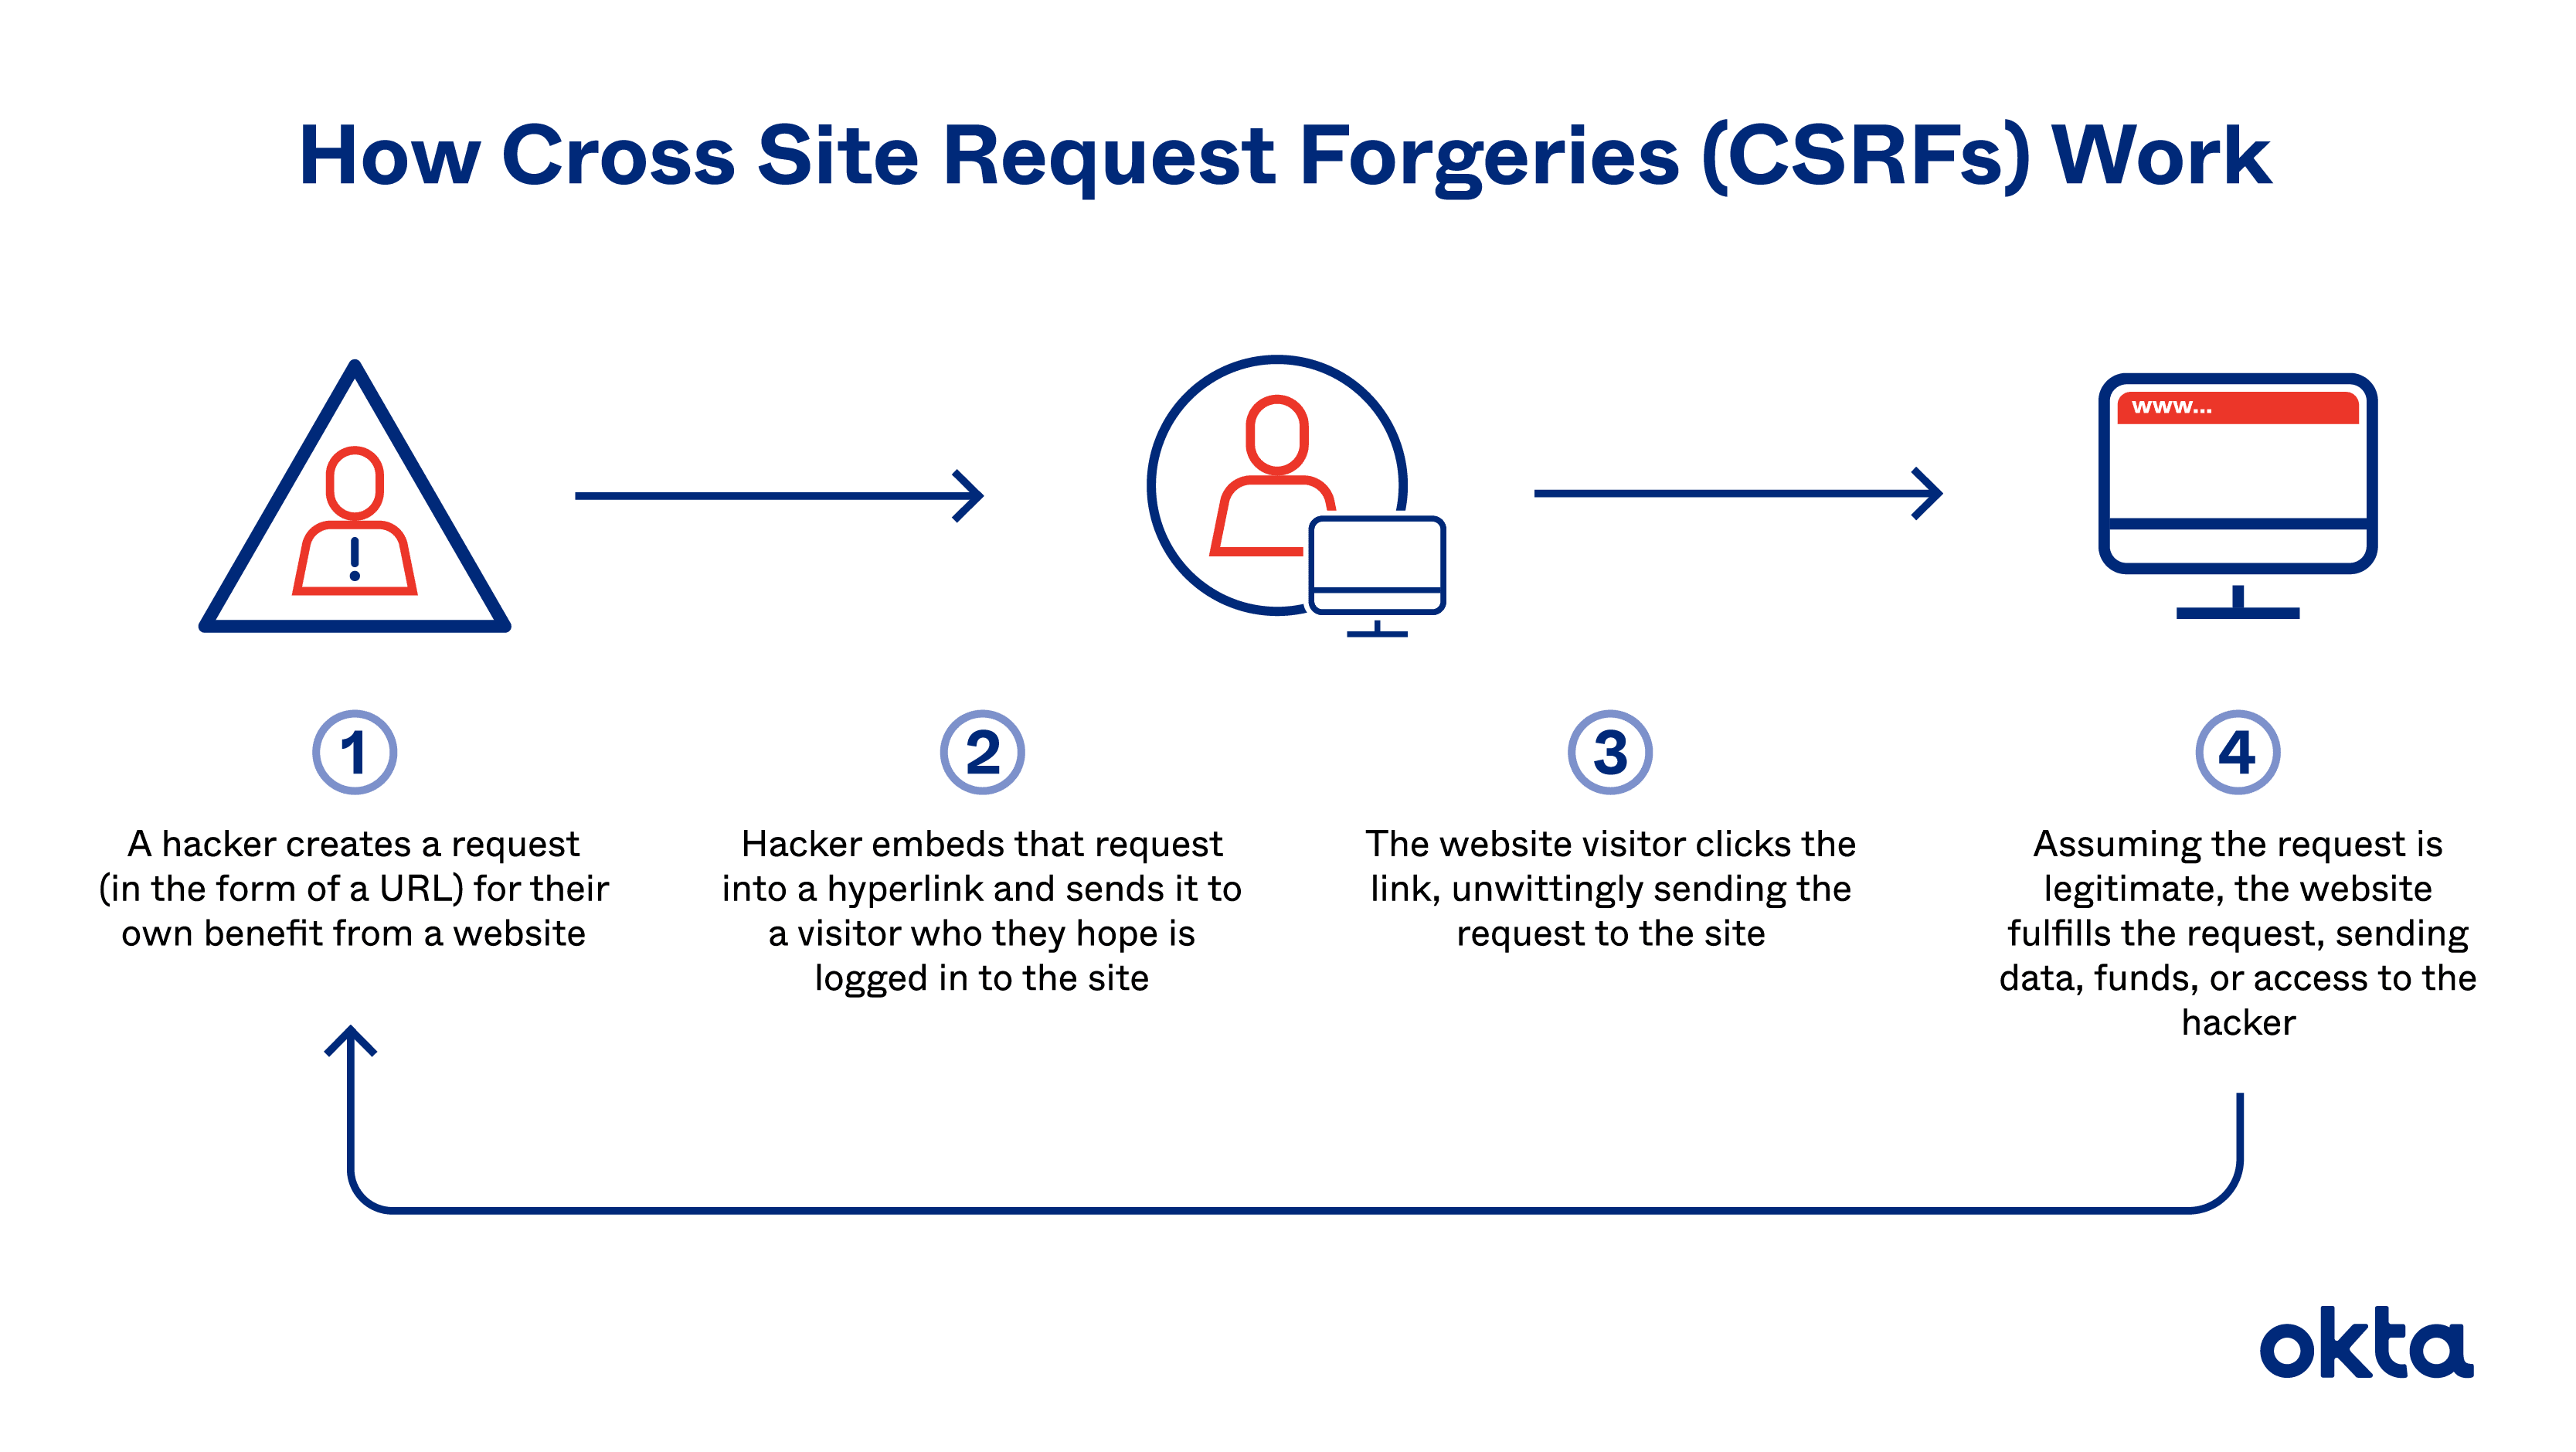 How Cross Site Request Forgeries (CSRFs) Work
!
www...
1
A hacker creates a request
(in the form of a URL) for their
own benefit from a website
2
Hacker embeds that request
into a hyperlink and sends it to
a visitor who they hope is
logged in to the site
3
The website visitor clicks the
link, unwittingly sending the
request to the site
4
Assuming the request is
legitimate, the website
fulfills the request, sending
data, funds, or access to the
hacker
okta